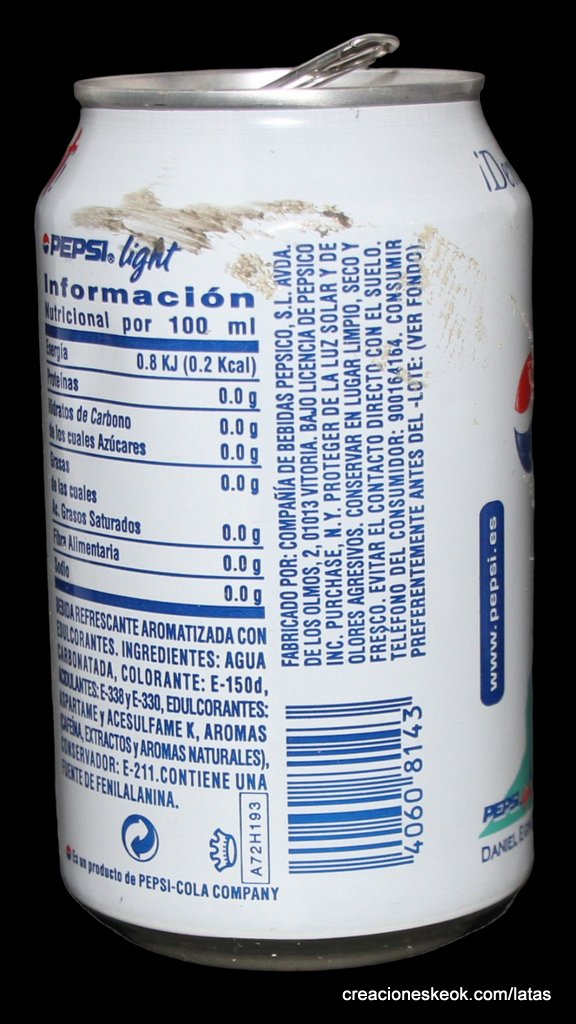 PEPSI light
Información
Nutricional por 100 ml
Energía 0.8 KJ (0.2 Kcal)
Proteínas 0.0 g
Hidratos de Carbono 0.0 g
de los cuales Azúcares 0.0 g
Grasas 0.0 g
de las cuales
Ac. Grasos Saturados 0.0 g
Fibra Alimentaria 0.0 g
Sodio 0.0 g
BEBIDA REFRESCANTE AROMATIZADA CON
EDULCORANTES. INGREDIENTES: AGUA
CARBONATADA, COLORANTE: E-150d,
ACIDULANTES: E-338 y E-330, EDULCORANTES:
ASPARTAME y ACESULFAME K, AROMAS
(CAFEÍNA, EXTRACTOS y AROMAS NATURALES),
CONSERVADOR: E-211.CONTIENE UNA
FUENTE DE FENILALANINA.
A72H193
Es un producto de PEPSI-COLA COMPANY
FABRICADO POR: COMPAÑÍA DE BEBIDAS PEPSICO, S.L. AVDA.
DE LOS OLMOS, 2, 01013 VITORIA. BAJO LICENCIA DE PEPSICO
INC. PURCHASE, N.Y. PROTEGER DE LA LUZ SOLAR Y DE
OLORES AGRESIVOS. CONSERVAR EN LUGAR LIMPIO, SECO Y
FRESCO. EVITAR EL CONTACTO DIRECTO CON EL SUELO.
TELÉFONO DEL CONSUMIDOR: 900164164. CONSUMIR
PREFERENTEMENTE ANTES DEL -LOTE: (VER FONDO)
4060 8143
www.pepsi.es
PEPSI
DANIEL
creacioneskeok.com/latas